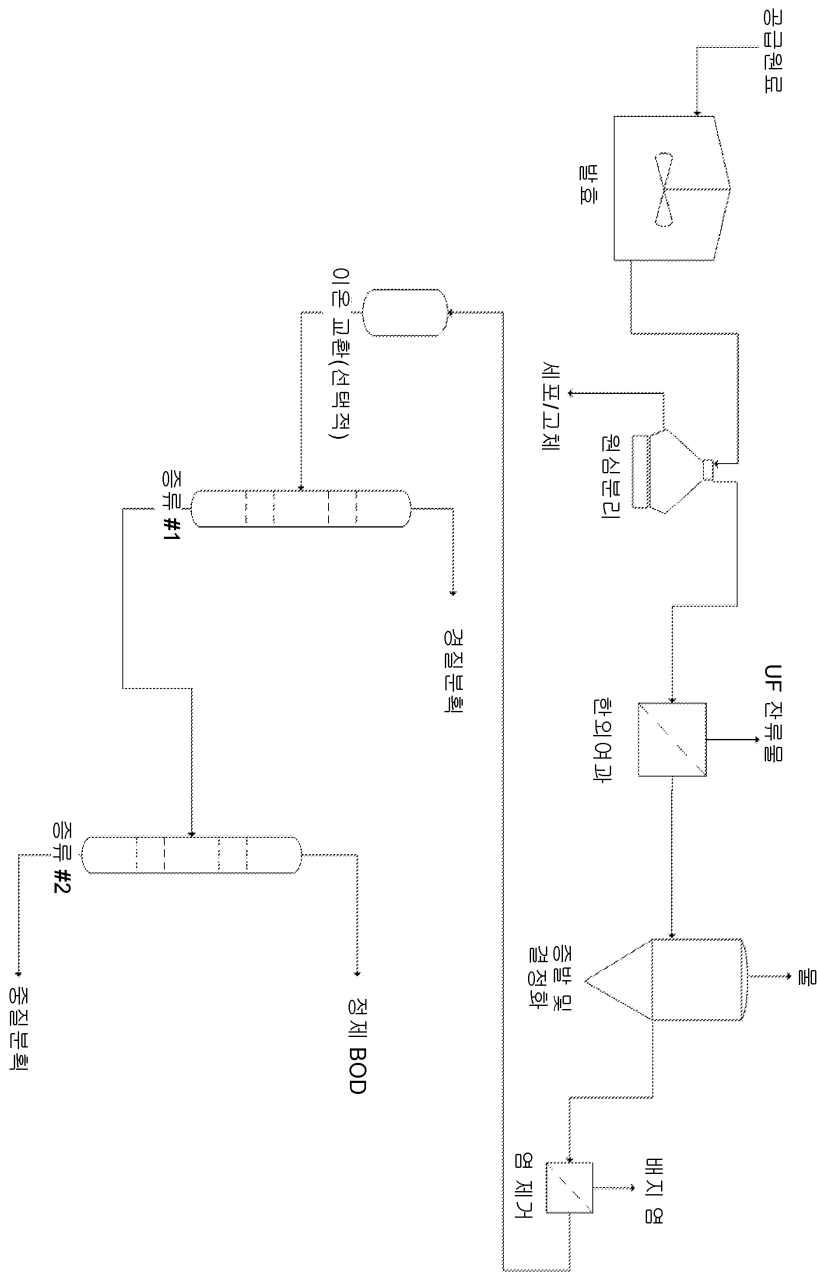 공급원료
발효
세포/고체
원심분리
UF 잔류물
한외여과
물
증발 및
결정화
배지 염
염 제거
이온 교환(선택적)
증류 #1
경질분획
증류 #2
정제 BOD
중질분획